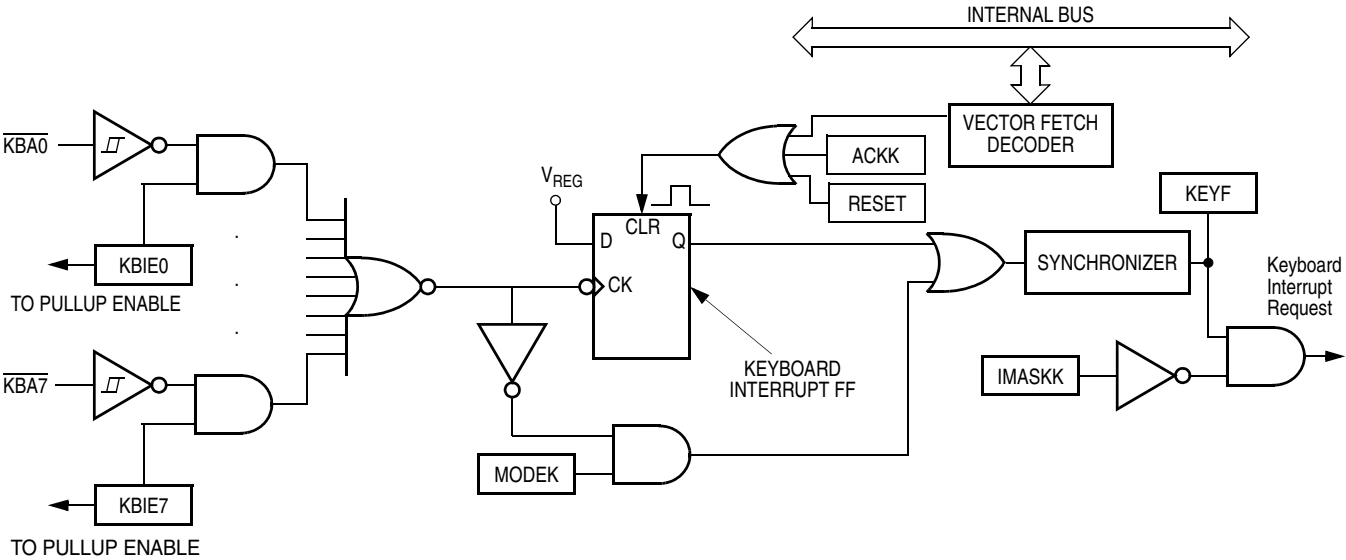 INTERNAL BUS
VECTOR FETCH
DECODER
KBA0
ACKK
VREG
KEYF
RESET
CLR
D
Q
KBIE0
SYNCHRONIZER
Keyboard
Interrupt
Request
CK
TO PULLUP ENABLE
KBA7
KEYBOARD
INTERRUPT FF
IMASKK
MODEK
KBIE7
TO PULLUP ENABLE